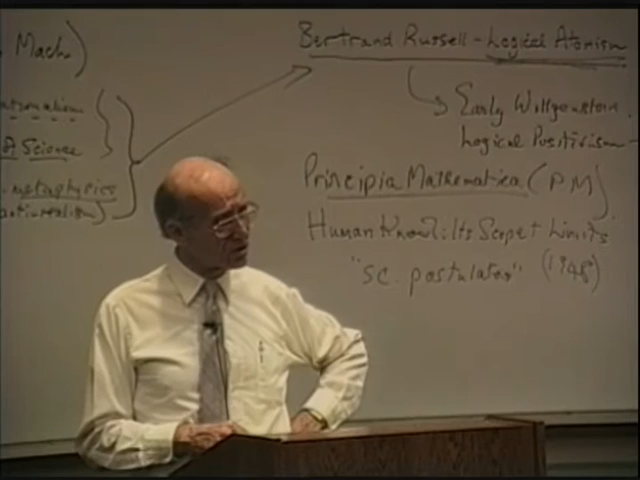 Mach)
Bertrand Russell - Logical Atomism
Early Wittgenstein
Logical Positivism
Science
metaphysics
Principia Mathematica (PM)
Human Knowl: Its Scope & Limits
"sc. postulates" (1948)